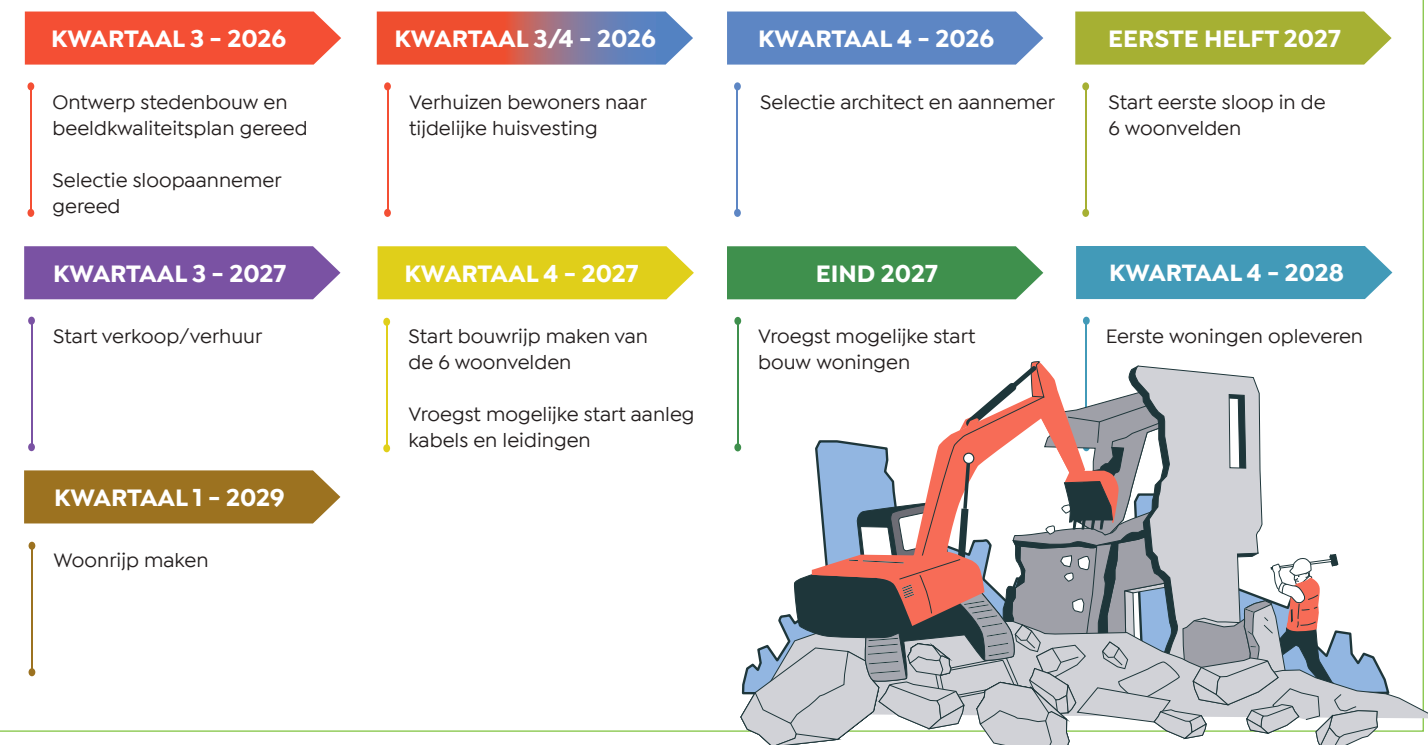 KWARTAAL 3 - 2026
Ontwerp stedenbouw en
beeldkwaliteitsplan gereed
Selectie sloopaannemer
gereed
KWARTAAL 3/4 - 2026
Verhuizen bewoners naar
tijdelijke huisvesting
KWARTAAL 4 - 2026
Selectie architect en aannemer
EERSTE HELFT 2027
Start eerste sloop in de
6 woonvelden
KWARTAAL 3 - 2027
Start verkoop/verhuur
KWARTAAL 4 - 2027
Start bouwrijp maken van
de 6 woonvelden
Vroegst mogelijke start aanleg
kabels en leidingen
EIND 2027
Vroegst mogelijke start
bouw woningen
KWARTAAL 4 - 2028
Eerste woningen opleveren
KWARTAAL 1 - 2029
Woonrijp maken